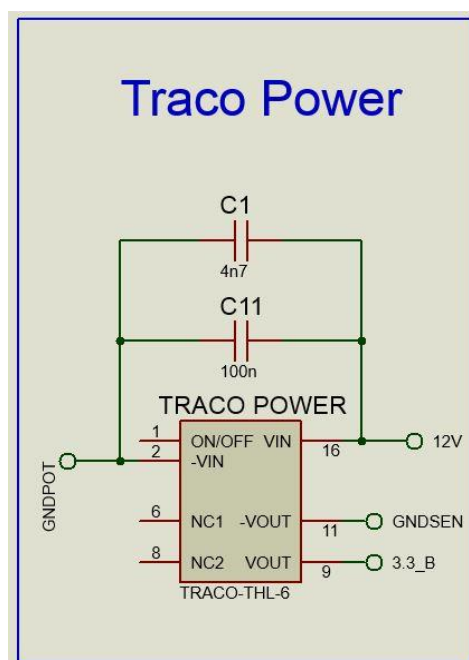 Traco Power
C1
4n7
C11
100n
TRACO POWER
1 ON/OFF VIN 16 12V
2 -VIN
GNDPOT
6 NC1 -VOUT 11 GNDSEN
8 NC2 VOUT 9 3.3_B
TRACO-THL-6